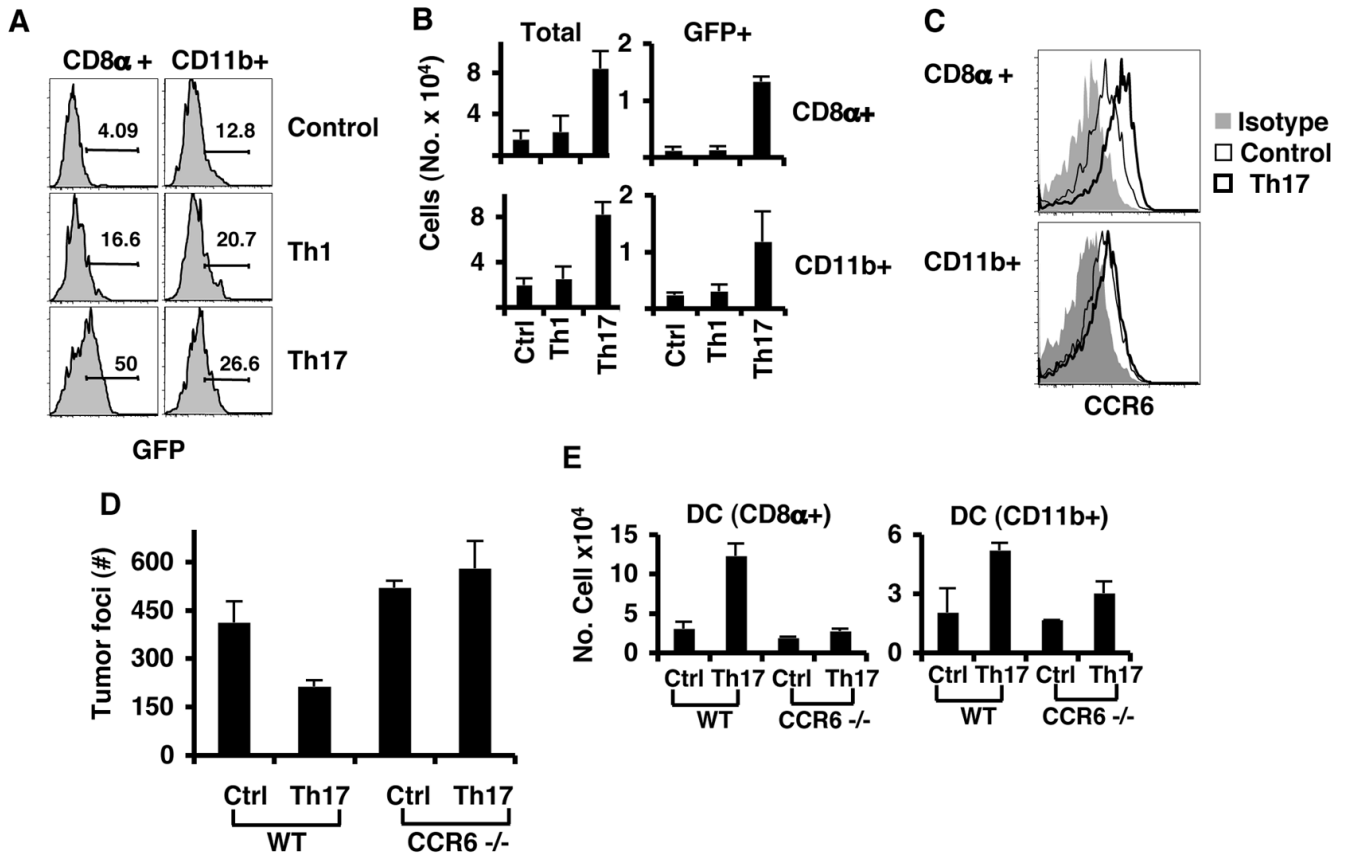 A
CD8α + CD11b+
4.09 12.8 Control
16.6 20.7 Th1
50 26.6 Th17
GFP
B
Total GFP+
Cells (No. x 10⁴)
8
4
2
1
CD8α+
8
4
2
1
0
CD11b+
Ctrl Th1 Th17 Ctrl Th1 Th17
C
CD8α +
CD11b+
CCR6
Isotype
Control
Th17
D
Tumor foci (#)
600
450
300
150
0
Ctrl Th17 Ctrl Th17
WT CCR6 -/-
E
DC (CD8α+) DC (CD11b+)
No. Cell x10⁴
15
10
5
0
6
3
0
Ctrl Th17 Ctrl Th17 Ctrl Th17 Ctrl Th17
WT CCR6 -/- WT CCR6 -/-